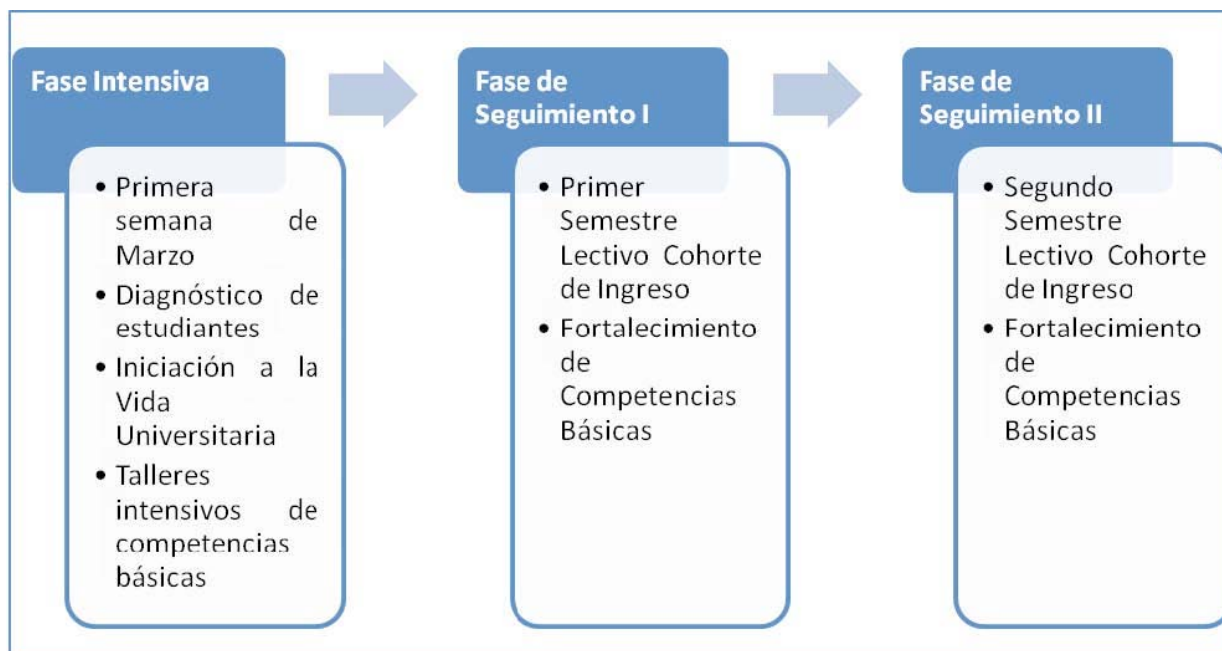 Fase Intensiva
• Primera
semana de
Marzo
• Diagnóstico de
estudiantes
• Iniciación a la
Vida
Universitaria
• Talleres
intensivos de
competencias
básicas
Fase de
Seguimiento I
• Primer
Semestre
Lectivo Cohorte
de Ingreso
• Fortalecimiento
de
Competencias
Básicas
Fase de
Seguimiento II
• Segundo
Semestre
Lectivo Cohorte
de Ingreso
• Fortalecimiento
de
Competencias
Básicas